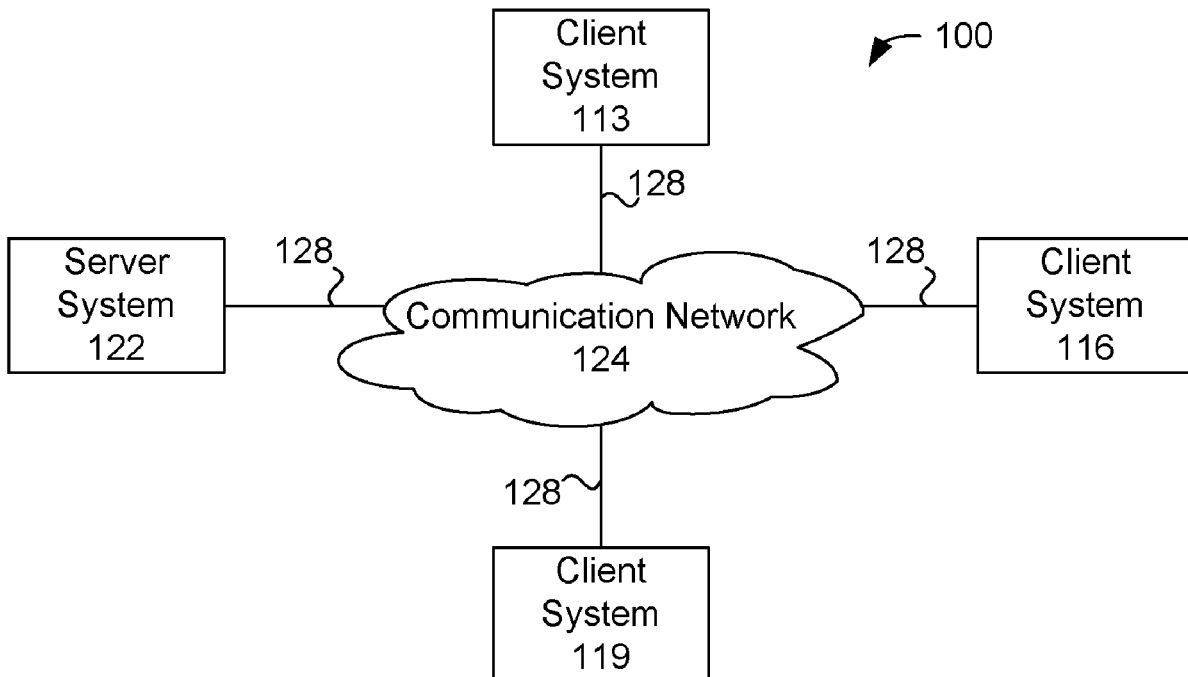 Client
System
113
100
128
Server
System
122
128
Communication Network
124
128
Client
System
116
128
Client
System
119